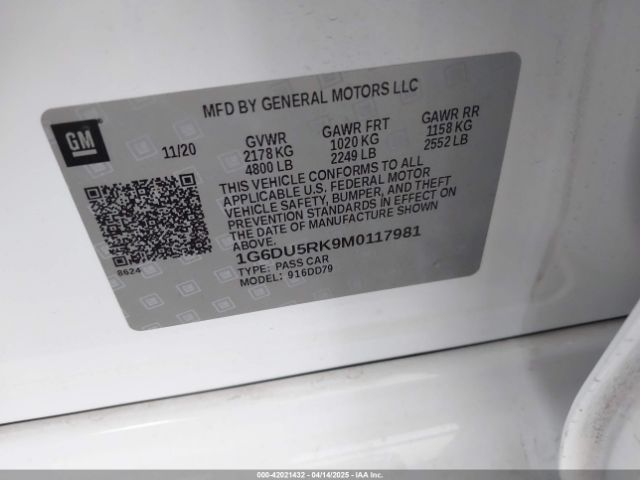 MFD BY GENERAL MOTORS LLC
GM
11/20
GVWR GAWR FRT GAWR RR
2178 KG 1020 KG 1158 KG
4800 LB 2249 LB 2552 LB
THIS VEHICLE CONFORMS TO ALL
APPLICABLE U.S. FEDERAL MOTOR
VEHICLE SAFETY, BUMPER, AND THEFT
PREVENTION STANDARDS IN EFFECT ON
THE DATE OF MANUFACTURE SHOWN
ABOVE.
8624
1G6DU5RK9M0117981
TYPE: PASS CAR
MODEL: 916DD79
000-42021432 - 04/14/2025 - IAAI, Inc.